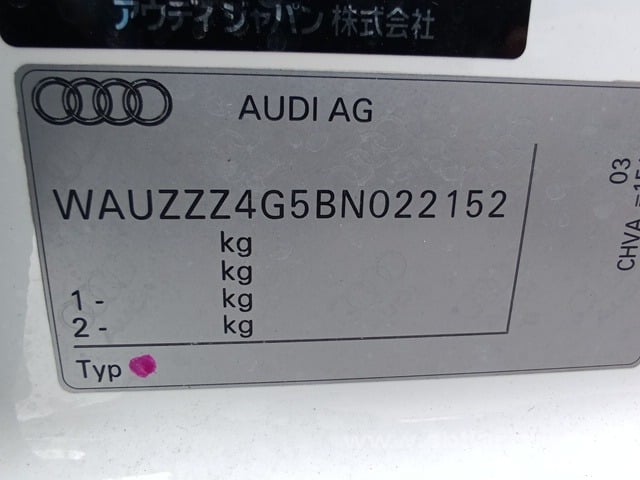 アウディ ジャパン 株式会社
AUDI AG
WAUZZZ4G5BN022152
kg
kg
1 - kg
2 - kg
Typ
03
CHVA